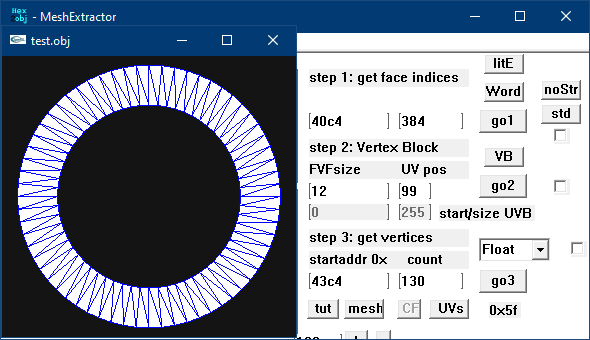 Hex
2obj - MeshExtractor
test.obj
litE
step 1: get face indices
Word
noStr
40c4
384
go1
std
step 2: Vertex Block
VB
FVFsize
UV pos
12
99
go2
0
255
start/size UVB
step 3: get vertices
Float
startaddr 0x
count
43c4
130
go3
tut
mesh
CF
UVs
0x5f